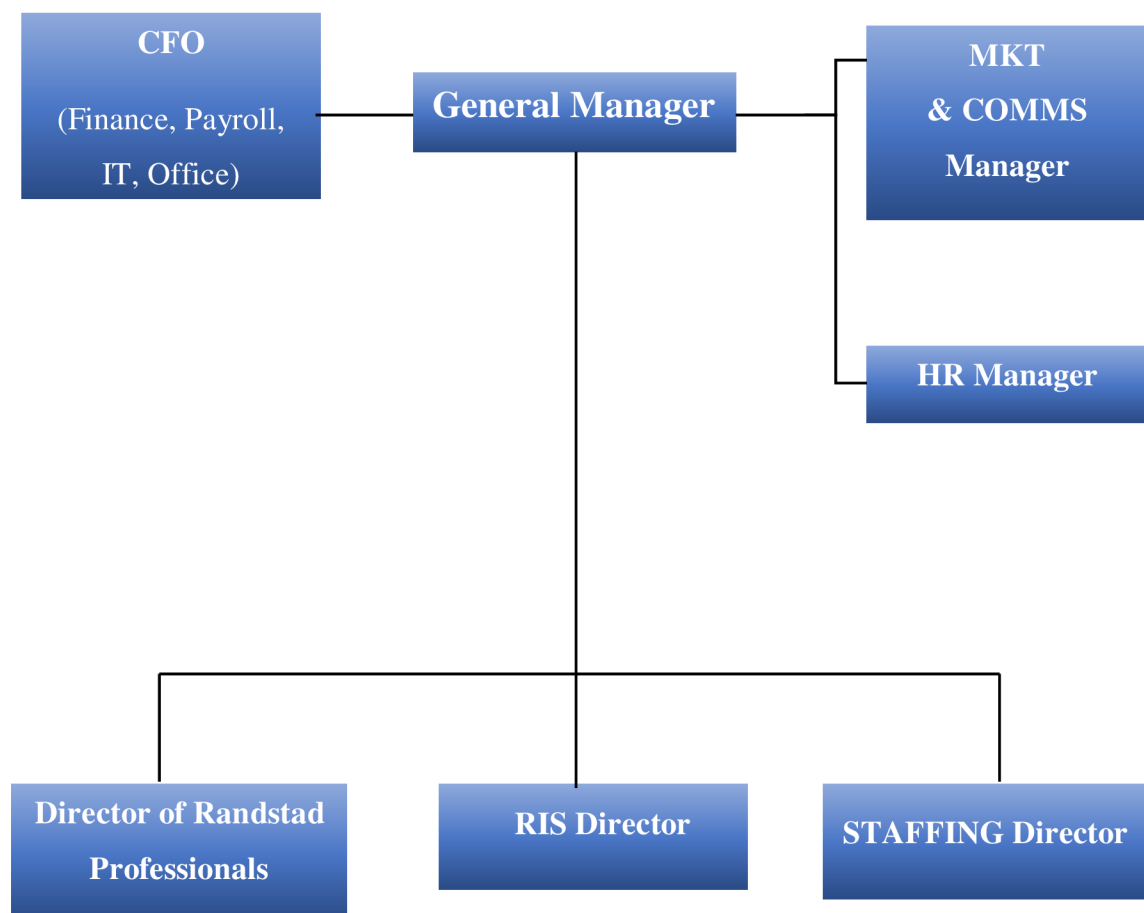 CFO
(Finance, Payroll,
IT, Office)
General Manager
MKT
& COMMS
Manager
HR Manager
Director of Randstad
Professionals
RIS Director
STAFFING Director